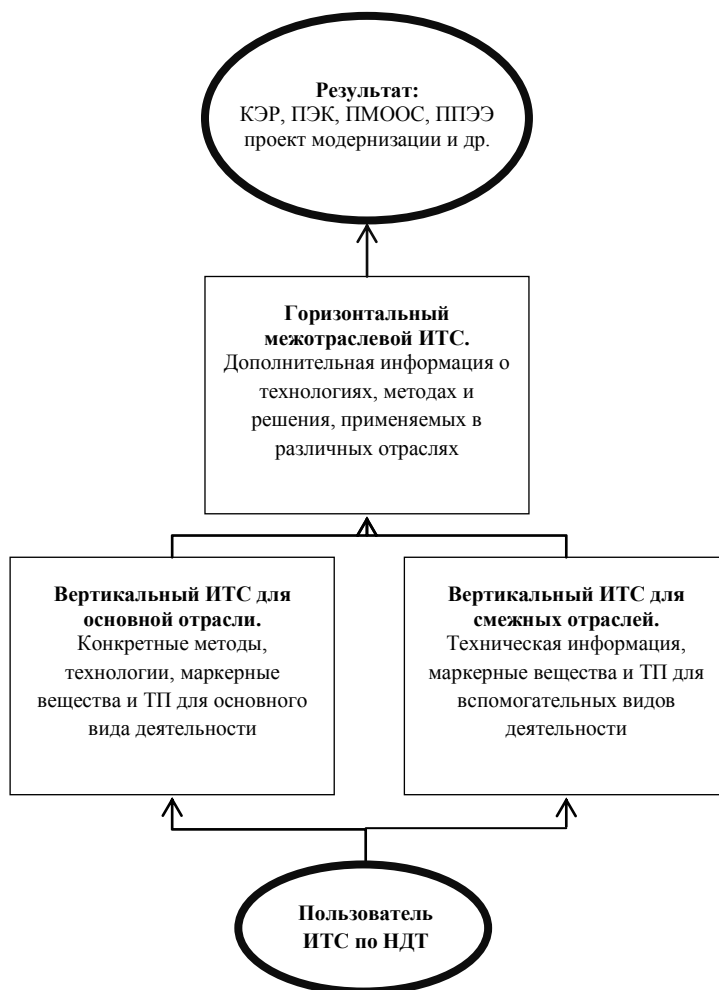 Результат:
КЭР, ПЭК, ПМООС, ППЭЭ
проект модернизации и др.
Горизонтальный
межотраслевой ИТС.
Дополнительная информация о
технологиях, методах и
решения, применяемых в
различных отраслях
Вертикальный ИТС для
основной отрасли.
Конкретные методы,
технологии, маркерные
вещества и ТП для основного
вида деятельности
Вертикальный ИТС для
смежных отраслей.
Техническая информация,
маркерные вещества и ТП для
вспомогательных видов
деятельности
Пользователь
ИТС по НДТ